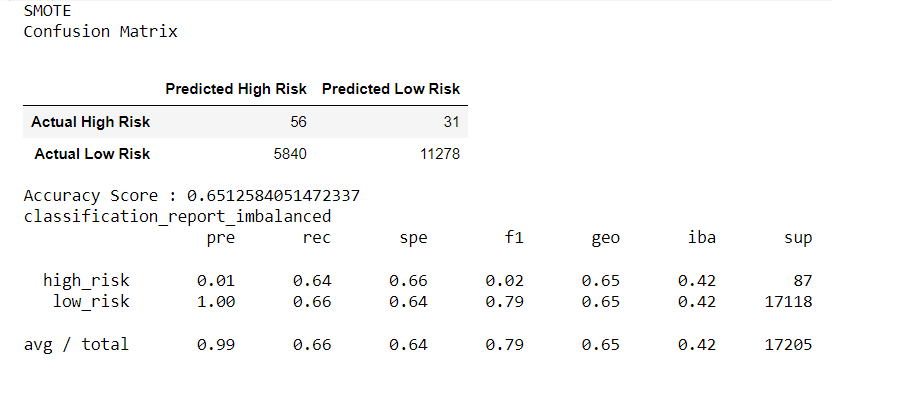 SMOTE
Confusion Matrix
Predicted High Risk Predicted Low Risk
Actual High Risk 56 31
Actual Low Risk 5840 11278
Accuracy Score : 0.6512584051472337
classification_report_imbalanced
pre rec spe f1 geo iba sup
high_risk 0.01 0.64 0.66 0.02 0.65 0.42 87
low_risk 1.00 0.66 0.64 0.79 0.65 0.42 17118
avg / total 0.99 0.66 0.64 0.79 0.65 0.42 17205